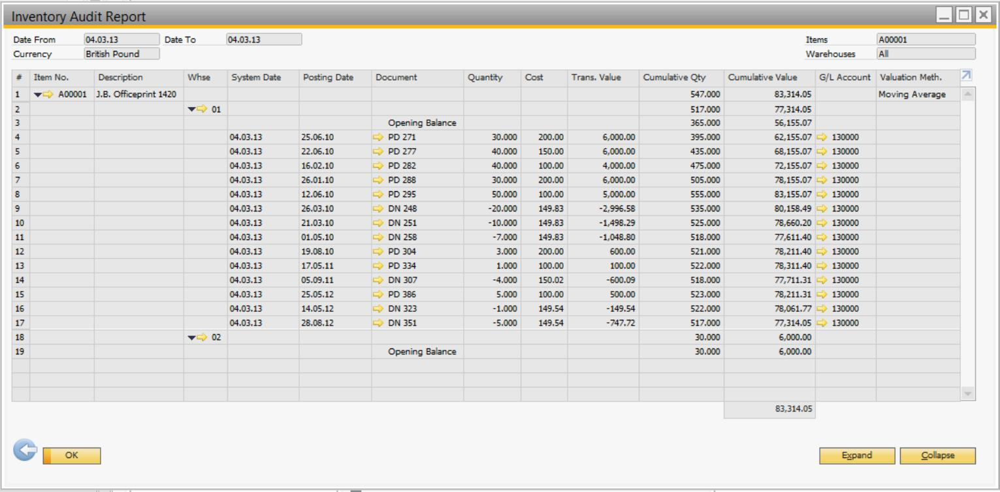 Inventory Audit Report
Date From 04.03.13 Date To 04.03.13 Items A00001
Currency British Pound Warehouses All
# Item No. Description Whse System Date Posting Date Document Quantity Cost Trans. Value Cumulative Qty Cumulative Value G/L Account Valuation Meth.
1 A00001 J.B. Officeprint 1420 547.000 83,314.05 Moving Average
2 01 517.000 77,314.05
3 Opening Balance 365.000 56,155.07
4 04.03.13 25.06.10 PD 271 30.000 200.00 6,000.00 395.000 62,155.07 130000
5 04.03.13 22.06.10 PD 277 40.000 150.00 6,000.00 435.000 68,155.07 130000
6 04.03.13 16.02.10 PD 282 40.000 100.00 4,000.00 475.000 72,155.07 130000
7 04.03.13 26.01.10 PD 288 30.000 200.00 6,000.00 505.000 78,155.07 130000
8 04.03.13 12.06.10 PD 295 50.000 100.00 5,000.00 555.000 83,155.07 130000
9 04.03.13 26.03.10 DN 248 -20.000 149.83 -2,996.58 535.000 80,158.49 130000
10 04.03.13 21.03.10 DN 251 -10.000 149.83 -1,498.29 525.000 78,660.20 130000
11 04.03.13 01.05.10 DN 258 -7.000 149.83 -1,048.80 518.000 77,611.40 130000
12 04.03.13 19.08.10 PD 304 3.000 200.00 600.00 521.000 78,211.40 130000
13 04.03.13 17.05.11 PD 334 1.000 100.00 100.00 522.000 78,311.40 130000
14 04.03.13 05.09.11 DN 307 -4.000 150.02 -600.09 518.000 77,711.31 130000
15 04.03.13 25.05.12 PD 386 5.000 100.00 500.00 523.000 78,211.31 130000
16 04.03.13 14.05.12 DN 323 -1.000 149.54 -149.54 522.000 78,061.77 130000
17 04.03.13 28.08.12 DN 351 -5.000 149.54 -747.72 517.000 77,314.05 130000
18 02 30.000 6,000.00
19 Opening Balance 30.000 6,000.00
83,314.05
OK Expand Collapse